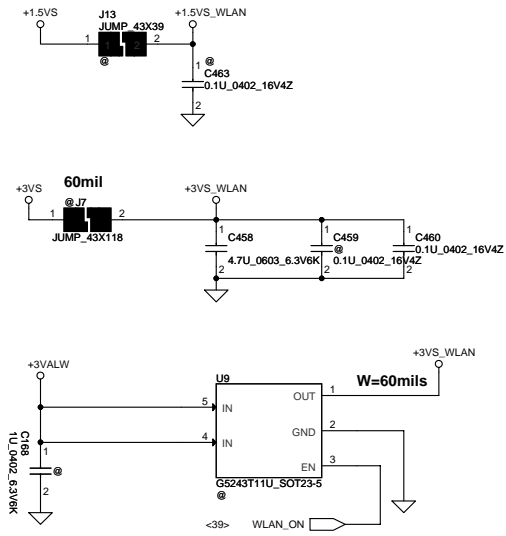 +1.5VS
J13
+1.5VS_WLAN
JUMP_43X39
1
1 2
2
@
1
@
C463
0.1U_0402_16V4Z
2
60mil
+3VS
@ J7
+3VS_WLAN
1
2
JUMP_43X118
1
C458
4.7U_0603_6.3V6K
2
1
C459
@
0.1U_0402_16V4Z
2
1
C460
0.1U_0402_16V4Z
2
+3VALW
+3VS_WLAN
U9
W=60mils
OUT
1
5
IN
GND
2
4
IN
EN
3
C168
1U_0402_6.3V6K
1
@
2
G5243T11U_SOT23-5
@
<39>
WLAN_ON